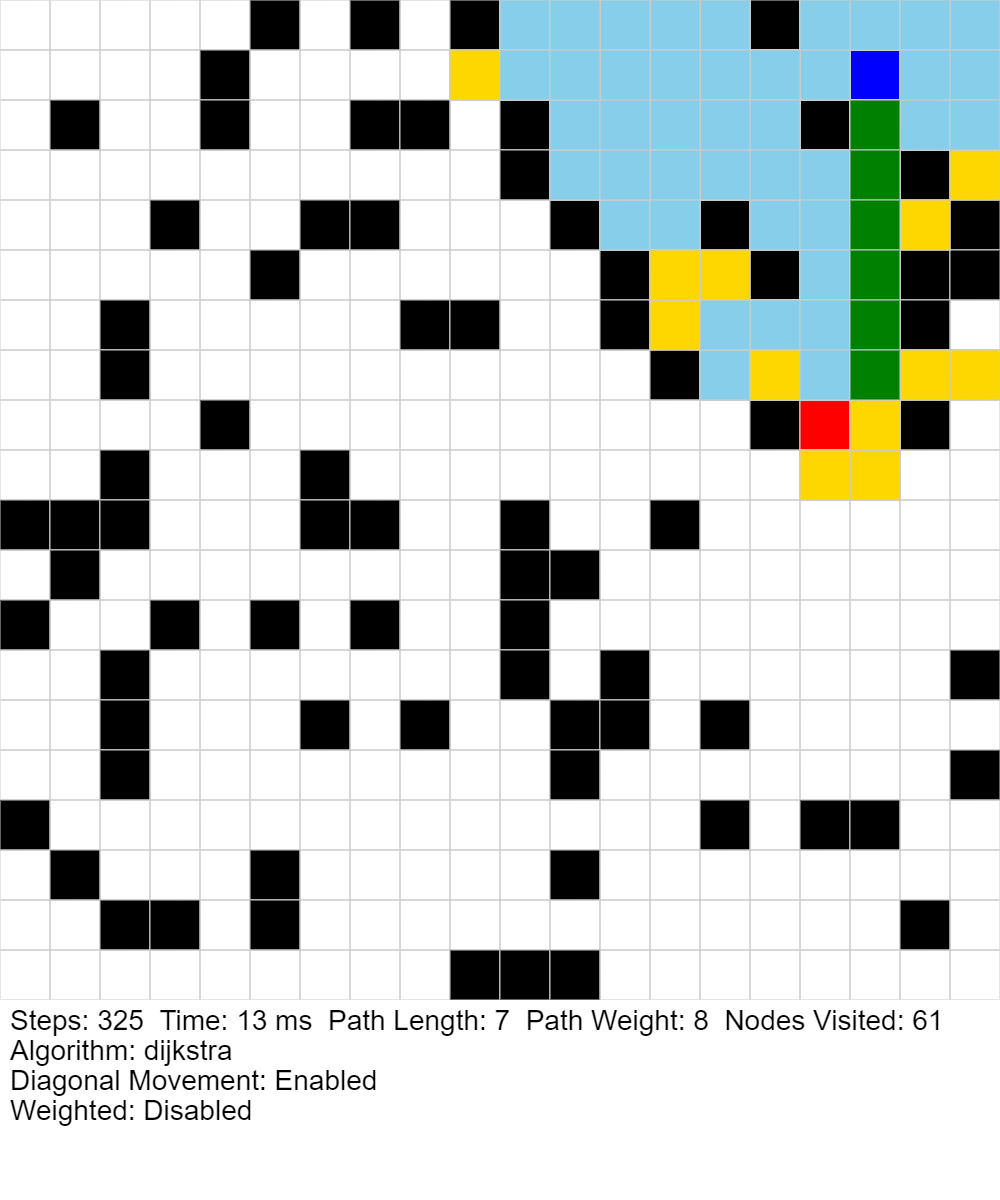 Steps: 325  Time: 13 ms  Path Length: 7  Path Weight: 8  Nodes Visited: 61
Algorithm: dijkstra
Diagonal Movement: Enabled
Weighted: Disabled